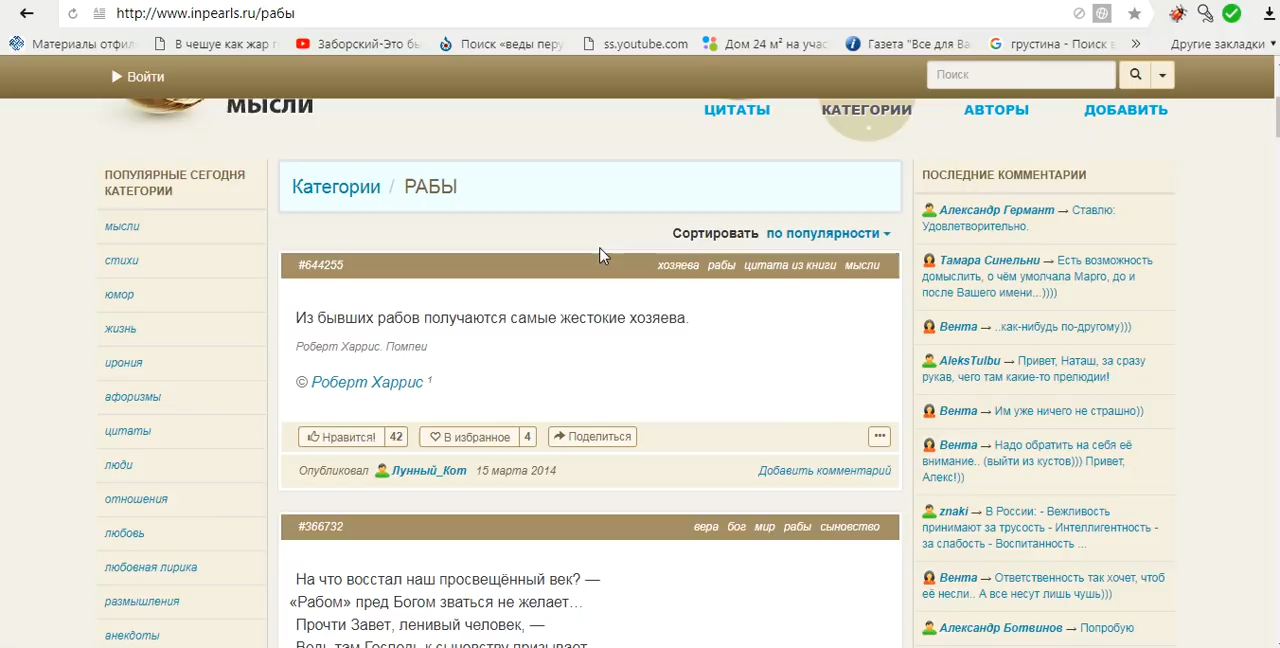 http://www.inpearls.ru/рабы
Материалы отфил
В чешуе как жар г
Заборский-Это бы
Поиск «веды перу
ss.youtube.com
Дом 24 м² на учас
Газета "Все для Ва
грустина - Поиск в
»
Другие закладки
Войти
Поиск
МЫСЛИ
ЦИТАТЫ
КАТЕГОРИИ
АВТОРЫ
ДОБАВИТЬ
ПОПУЛЯРНЫЕ СЕГОДНЯ
КАТЕГОРИИ
мысли
стихи
юмор
жизнь
ирония
афоризмы
цитаты
люди
отношения
любовь
любовная лирика
размышления
анекдоты
Категории / РАБЫ
Сортировать по популярности
#644255
хозяева рабы цитата из книги мысли
Из бывших рабов получаются самые жестокие хозяева.
Роберт Харрис. Помпеи
© Роберт Харрис 1
Нравится! 42
В избранное 4
Поделиться
Опубликовал Лунный_Кот 15 марта 2014
Добавить комментарий
#366732
вера бог мир рабы сыновство
На что восстал наш просвещённый век? —
«Рабом» пред Богом зваться не желает…
Прочти Завет, ленивый человек, —
Ведь там Господь к сыновству призывает
ПОСЛЕДНИЕ КОММЕНТАРИИ
Александр Германт → Ставлю:
Удовлетворительно.
Тамара Синельни → Есть возможность
домыслить, о чём умолчала Марго, до и
после Вашего имени...))))
Вента → ..как-нибудь по-другому)))
AleksTulbu → Привет, Наташ, за сразу
рукав, чего там какие-то прелюдии!
Вента → Им уже ничего не страшно))
Вента → Надо обратить на себя её
внимание.. (выйти из кустов))) Привет,
Алекс!))
znaki → В России: - Вежливость
принимают за трусость - Интеллигентность -
за слабость - Воспитанность ...
Вента → Ответственность так хочет, чтоб
её несли.. А все несут лишь чушь)))
Александр Ботвинов → Попробую